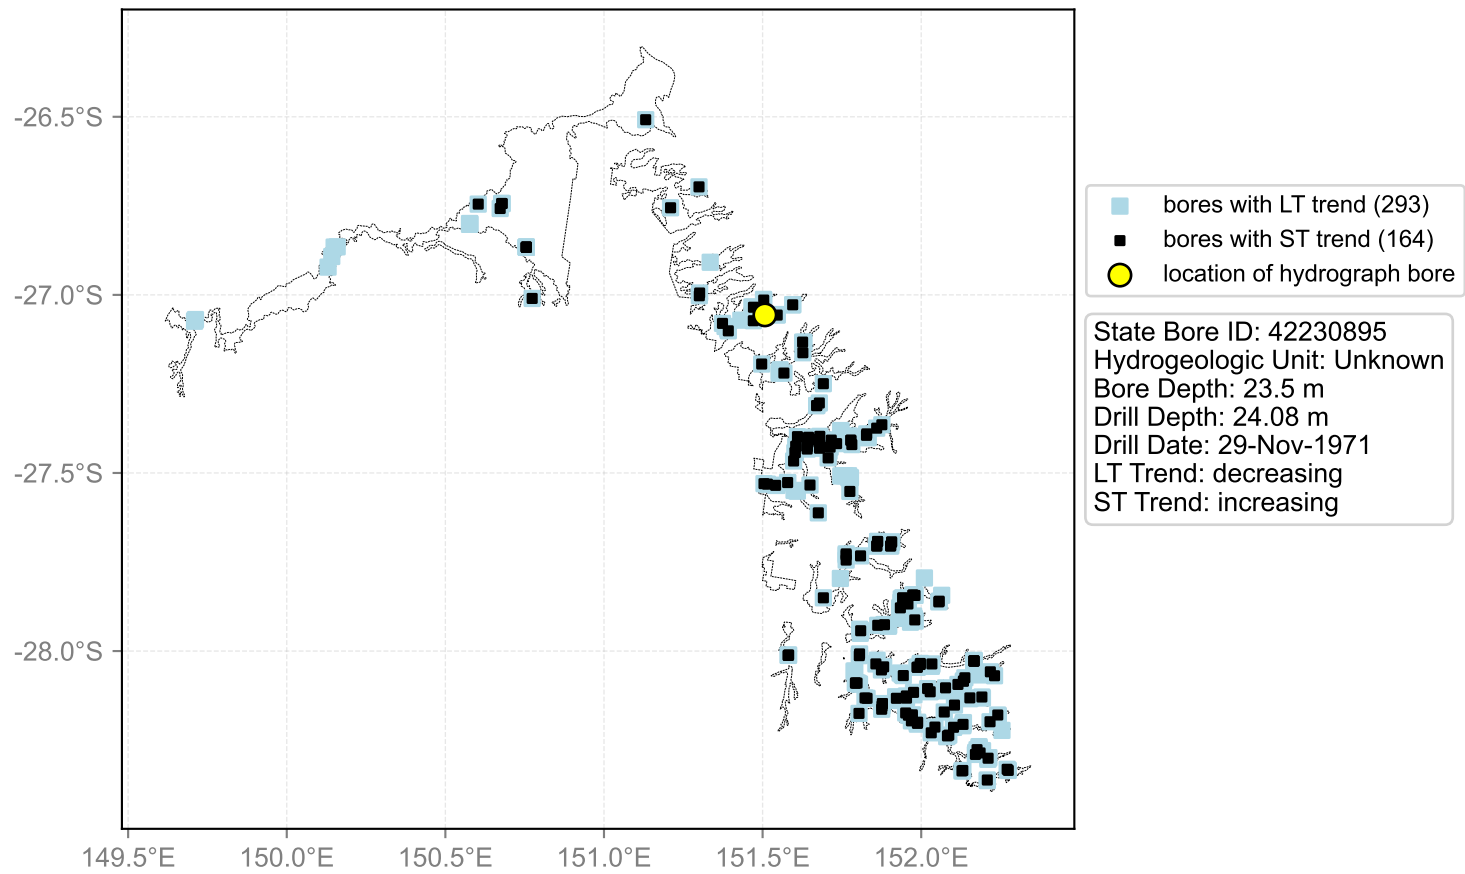 -26.5°S
-27.0°S
-27.5°S
-28.0°S
149.5°E 150.0°E 150.5°E 151.0°E 151.5°E 152.0°E
bores with LT trend (293)
bores with ST trend (164)
location of hydrograph bore
State Bore ID: 42230895
Hydrogeologic Unit: Unknown
Bore Depth: 23.5 m
Drill Depth: 24.08 m
Drill Date: 29-Nov-1971
LT Trend: decreasing
ST Trend: increasing